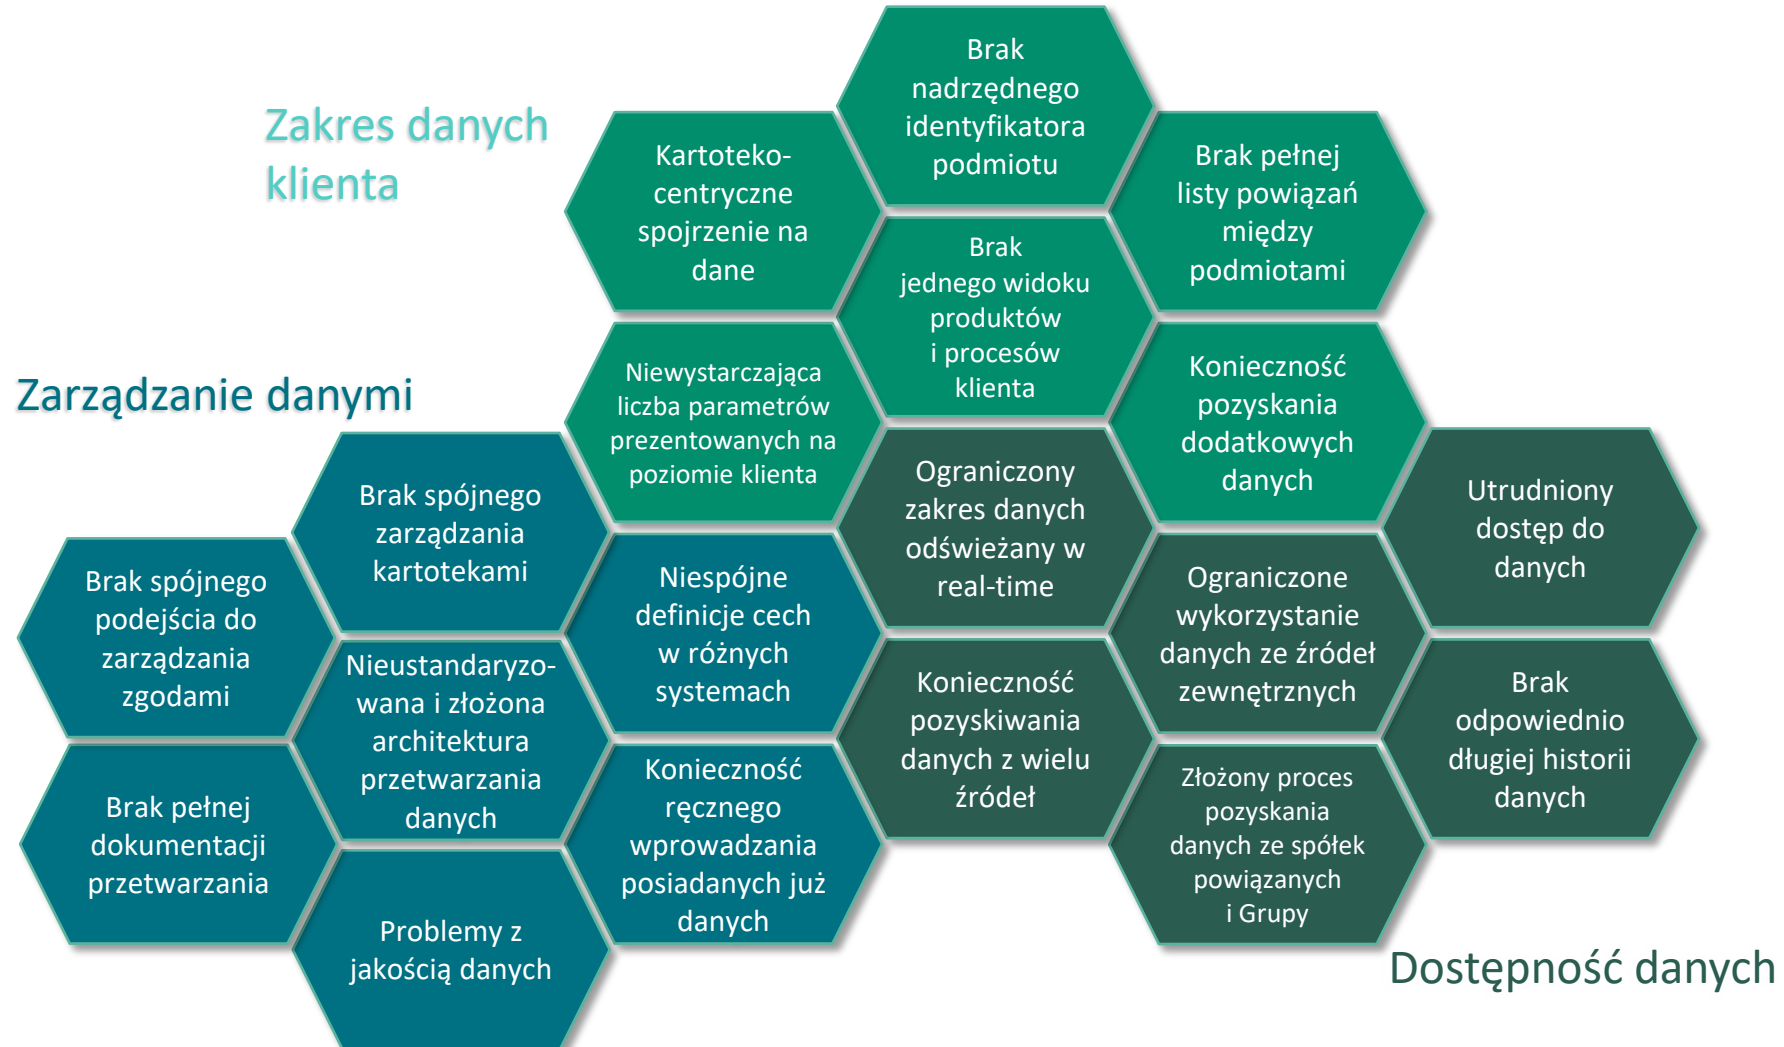 Zakres danych
klienta
Brak
nadrzędnego
identyfikatora
podmiotu
Kartoteko-
centryczne
spojrzenie na
dane
Brak pełnej
listy powiązań
między
podmiotami
Brak
jednego widoku
produktów
i procesów
klienta
Niewystarczająca
liczba parametrów
prezentowanych na
poziomie klienta
Konieczność
pozyskania
dodatkowych
danych
Zarządzanie danymi
Brak spójnego
zarządzania
kartotekami
Brak spójnego
podejścia do
zarządzania
zgodami
Niespójne
definicje cech
w różnych
systemach
Nieustandaryzo-
wana i złożona
architektura
przetwarzania
danych
Brak pełnej
dokumentacji
przetwarzania
Konieczność
ręcznego
wprowadzania
posiadanych już
danych
Problemy z
jakością danych
Ograniczony
zakres danych
odświeżany w
real-time
Utrudniony
dostęp do
danych
Ograniczone
wykorzystanie
danych ze źródeł
zewnętrznych
Konieczność
pozyskiwania
danych z wielu
źródeł
Brak
odpowiednio
długiej historii
danych
Złożony proces
pozyskania
danych ze spółek
powiązanych
i Grupy
Dostępność danych